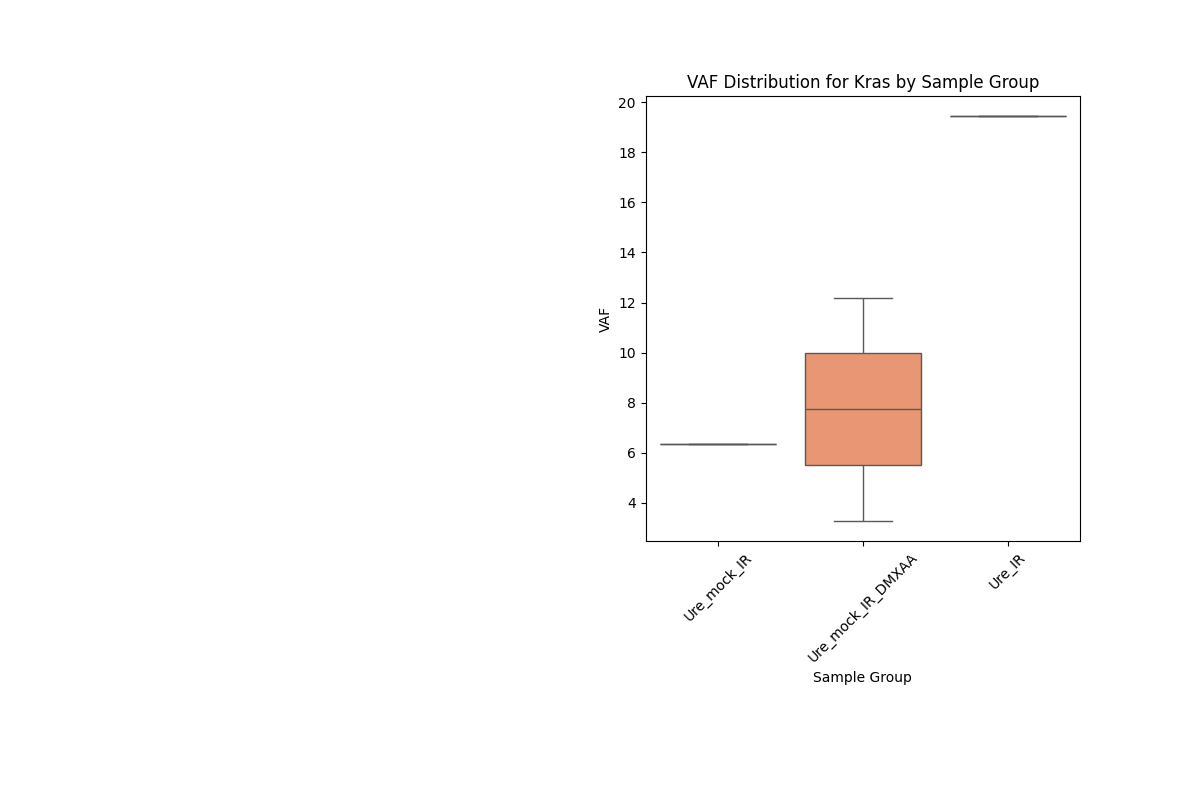 VAF Distribution for Kras by Sample Group
20
18
16
14
12
10
8
6
4
VAF
Ure_mock_IR
Ure_mock_IR_DMXAA
Ure_IR
Sample Group